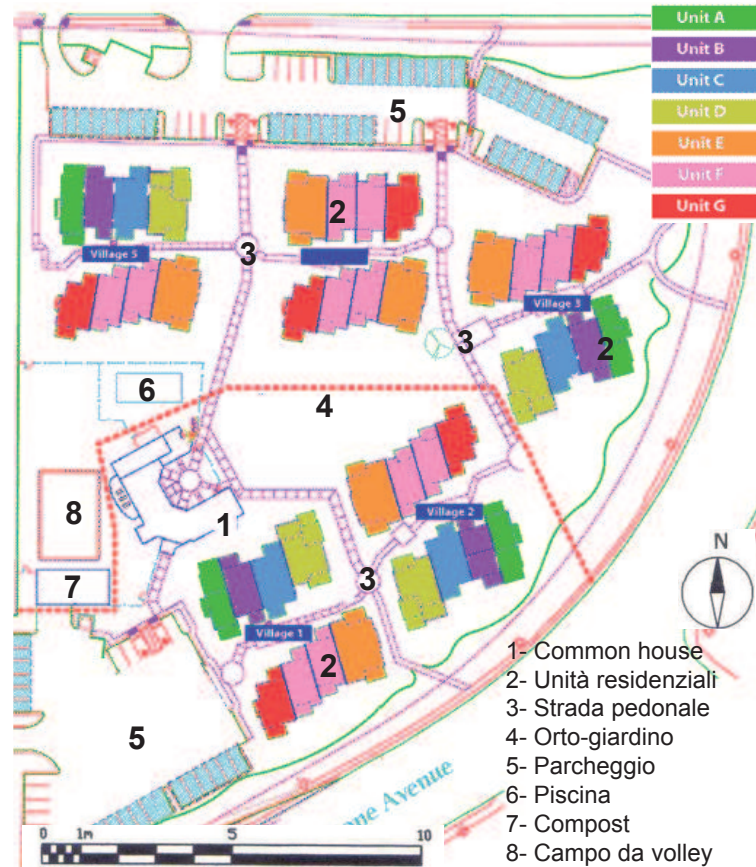 Unit A
Unit B
Unit C
Unit D
Unit E
Unit F
Unit G
5
2
3
Village 5
Village 3
3
2
6
4
8
1
Village 2
7
3
Village 1
2
5
N
Avenue
1- Common house
2- Unità residenziali
3- Strada pedonale
4- Orto-giardino
5- Parcheggio
6- Piscina
7- Compost
8- Campo da volley
0 1m 5 10